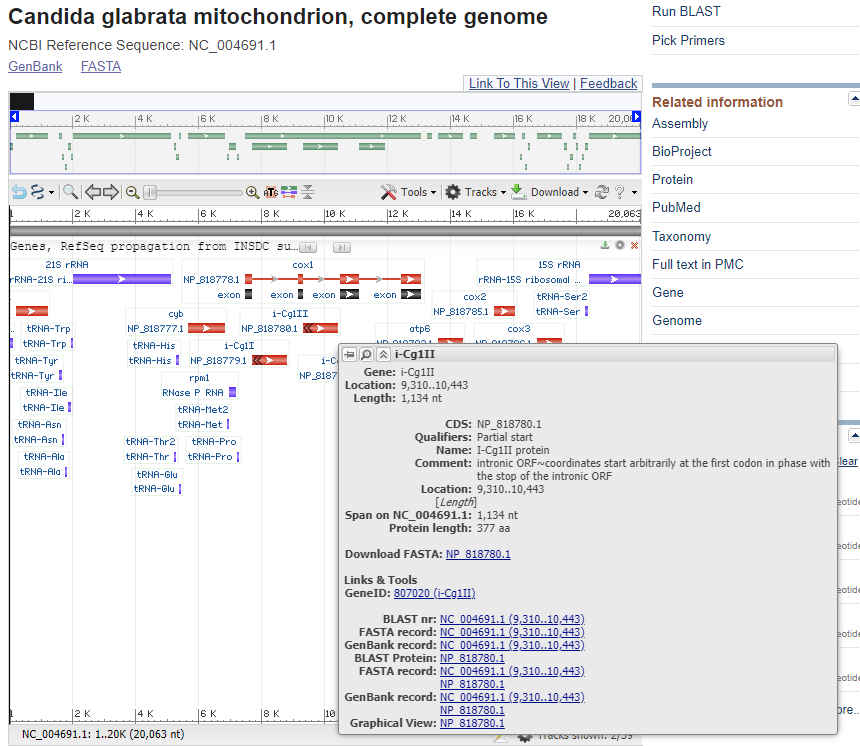 Candida glabrata mitochondrion, complete genome
NCBI Reference Sequence: NC_004691.1
GenBank FASTA
Link To This View | Feedback
2 K 4 K 6 K 8 K 10 K 12 K 14 K 16 K 18 K 20,063
Tools Tracks Download ?
1 2 K 4 K 6 K 8 K 10 K 12 K 14 K 16 K 20,063
Genes, RefSeq propagation from INSDC su...
21S rRNA cox1 15S rRNA
rRNA-21S ri... NP_818778.1 rRNA-15S ribosomal ...
exon exon exon exon
cox2 tRNA-Ser2
NP_818785.1 tRNA-Ser
cyb i-Cg1II
tRNA-Trp NP_818777.1 NP_818780.1 atp6 cox3
tRNA-Trp tRNA-His i-Cg1I
tRNA-Tyr tRNA-His NP_818779.1
tRNA-Tyr rpm1
tRNA-Ile RNase P RNA
tRNA-Ile tRNA-Met2
tRNA-Asn tRNA-Met
tRNA-Asn tRNA-Thr2 tRNA-Pro
tRNA-Ala tRNA-Thr tRNA-Pro
tRNA-Ala tRNA-Glu
tRNA-Glu
i-Cg1II
Gene: i-Cg1II
Location: 9,310..10,443
Length: 1,134 nt
CDS: NP_818780.1
Qualifiers: Partial start
Name: I-Cg1II protein
Comment: intronic ORF~coordinates start arbitrarily at the first codon in phase with
the stop of the intronic ORF
Location: 9,310..10,443
[Length]
Span on NC_004691.1: 1,134 nt
Protein length: 377 aa
Download FASTA: NP_818780.1
Links & Tools
GeneID: 807020 (i-Cg1II)
BLAST nr: NC_004691.1 (9,310..10,443)
FASTA record: NC_004691.1 (9,310..10,443)
GenBank record: NC_004691.1 (9,310..10,443)
BLAST Protein: NP_818780.1
FASTA record: NC_004691.1 (9,310..10,443)
NP_818780.1
GenBank record: NC_004691.1 (9,310..10,443)
NP_818780.1
Graphical View: NP_818780.1
1 2 K 4 K 6 K 8 K 10 K
NC_004691.1: 1..20K (20,063 nt)
Tracks shown: 2/39
Run BLAST
Pick Primers
Related information
Assembly
BioProject
Protein
PubMed
Taxonomy
Full text in PMC
Gene
Genome